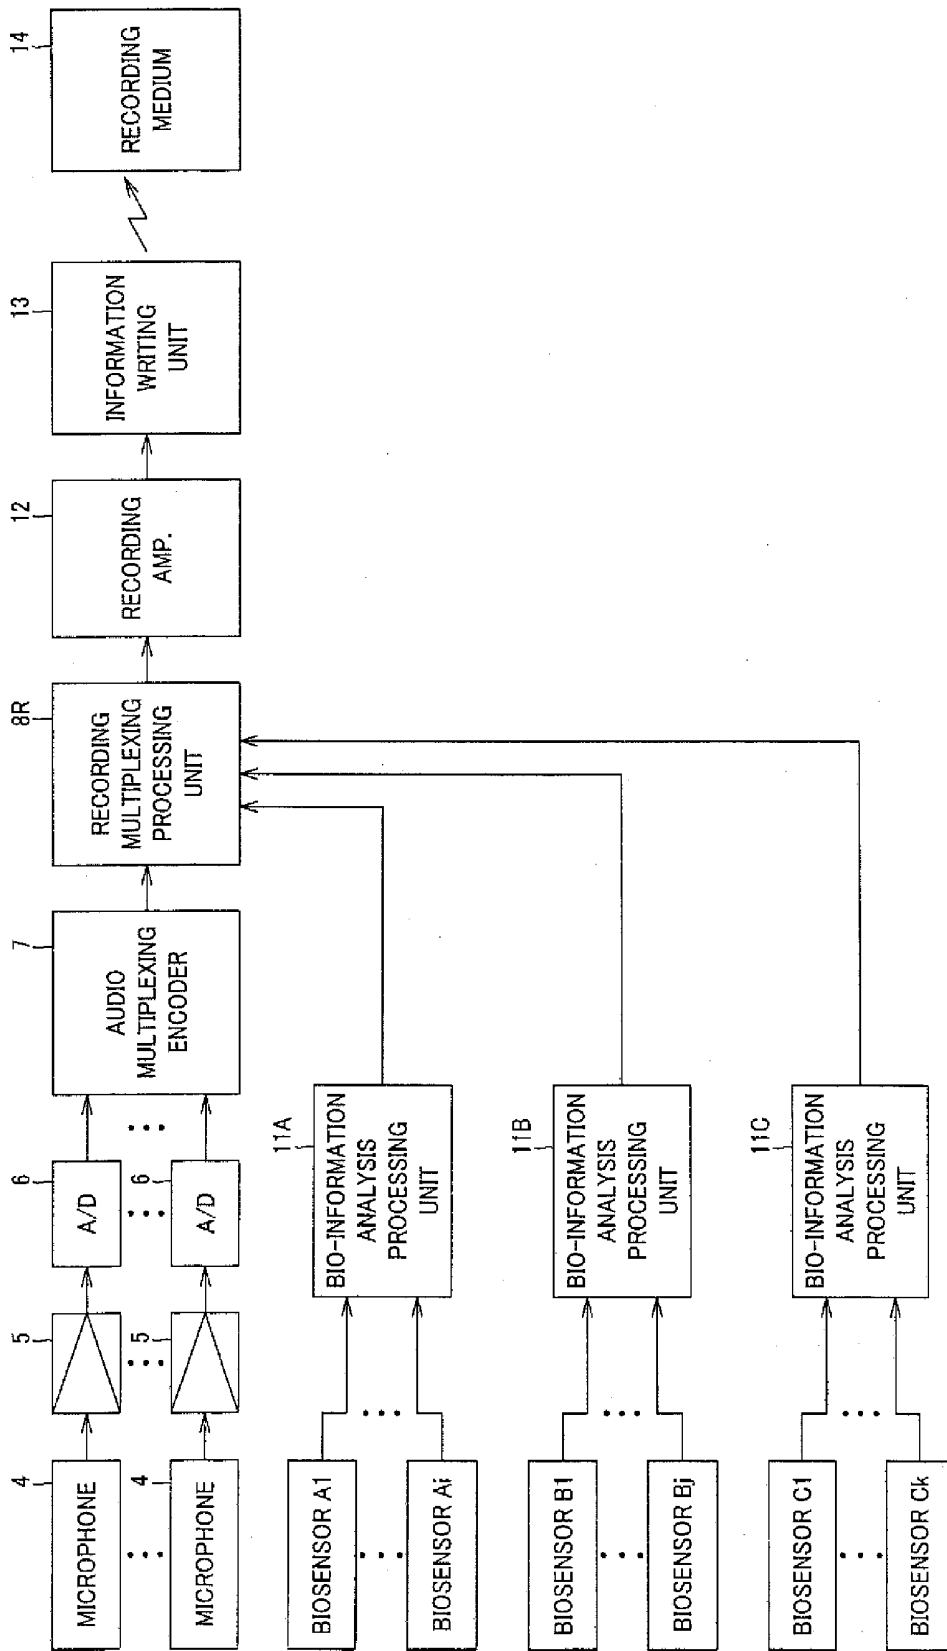 4
MICROPHONE
4
MICROPHONE
5
5
6
A/D
6
A/D
7
AUDIO
MULTIPLEXING
ENCODER
8R
RECORDING
MULTIPLEXING
PROCESSING
UNIT
12
RECORDING
AMP.
13
INFORMATION
WRITING
UNIT
14
RECORDING
MEDIUM
BIOSENSOR A1
BIOSENSOR Ai
11A
BIO-INFORMATION
ANALYSIS
PROCESSING
UNIT
BIOSENSOR B1
BIOSENSOR Bj
11B
BIO-INFORMATION
ANALYSIS
PROCESSING
UNIT
BIOSENSOR C1
BIOSENSOR Ck
11C
BIO-INFORMATION
ANALYSIS
PROCESSING
UNIT